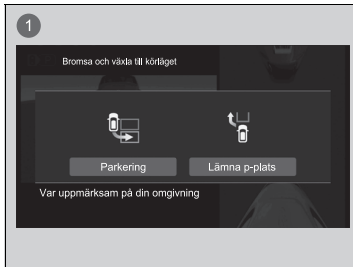 1
Bromsa och växla till körläget
Parkering
Lämna p-plats
Var uppmärksam på din omgivning